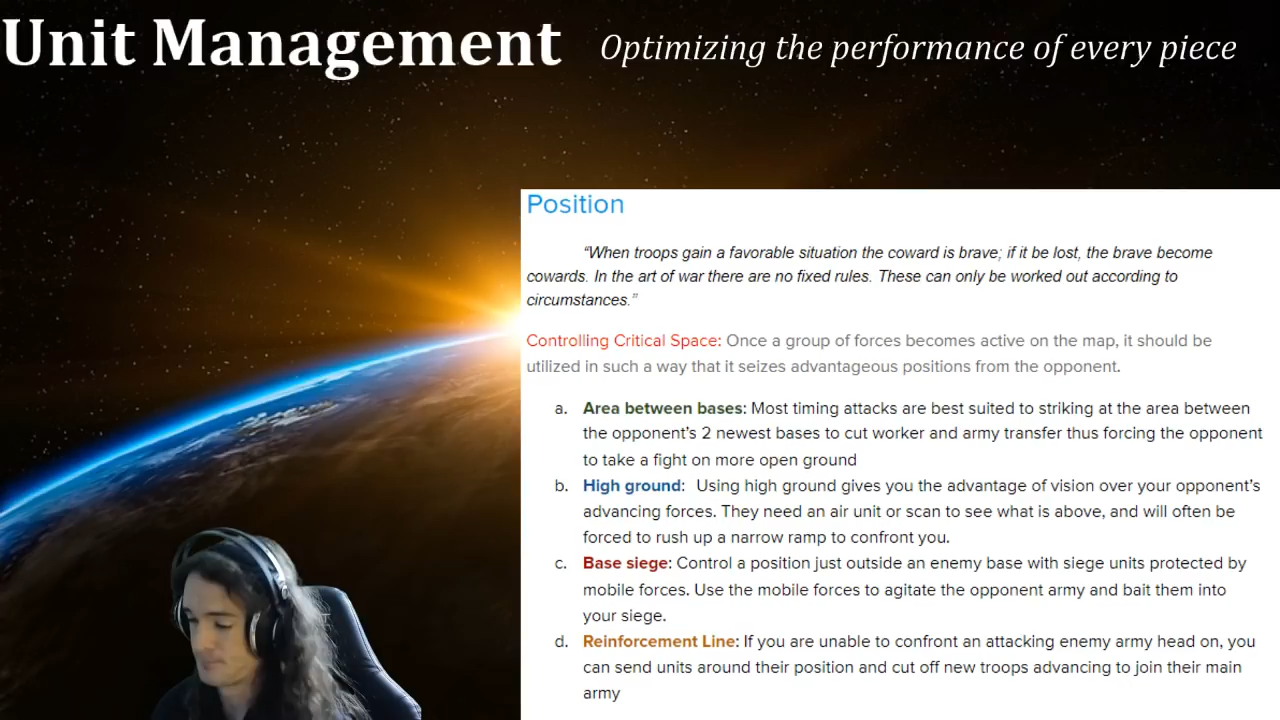 Unit Management
Optimizing the performance of every piece
Position
“When troops gain a favorable situation the coward is brave; if it be lost, the brave become
cowards. In the art of war there are no fixed rules. These can only be worked out according to
circumstances.”
Controlling Critical Space: Once a group of forces becomes active on the map, it should be
utilized in such a way that it seizes advantageous positions from the opponent.
a. Area between bases: Most timing attacks are best suited to striking at the area between
the opponent’s 2 newest bases to cut worker and army transfer thus forcing the opponent
to take a fight on more open ground
b. High ground: Using high ground gives you the advantage of vision over your opponent’s
advancing forces. They need an air unit or scan to see what is above, and will often be
forced to rush up a narrow ramp to confront you.
c. Base siege: Control a position just outside an enemy base with siege units protected by
mobile forces. Use the mobile forces to agitate the opponent army and bait them into
your siege.
d. Reinforcement Line: If you are unable to confront an attacking enemy army head on, you
can send units around their position and cut off new troops advancing to join their main
army